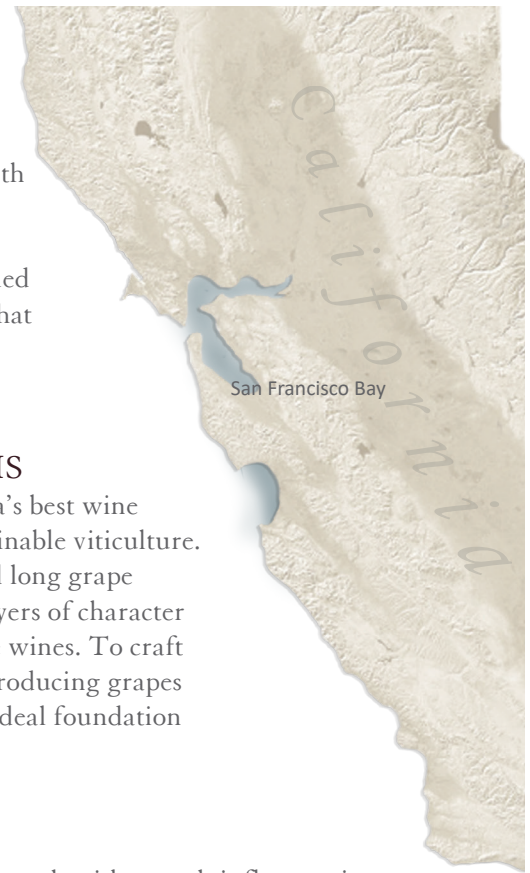 California
th
ed
hat
San Francisco Bay
IS
a's best wine
inable viticulture.
l long grape
yers of character
wines. To craft
roducing grapes
deal foundation